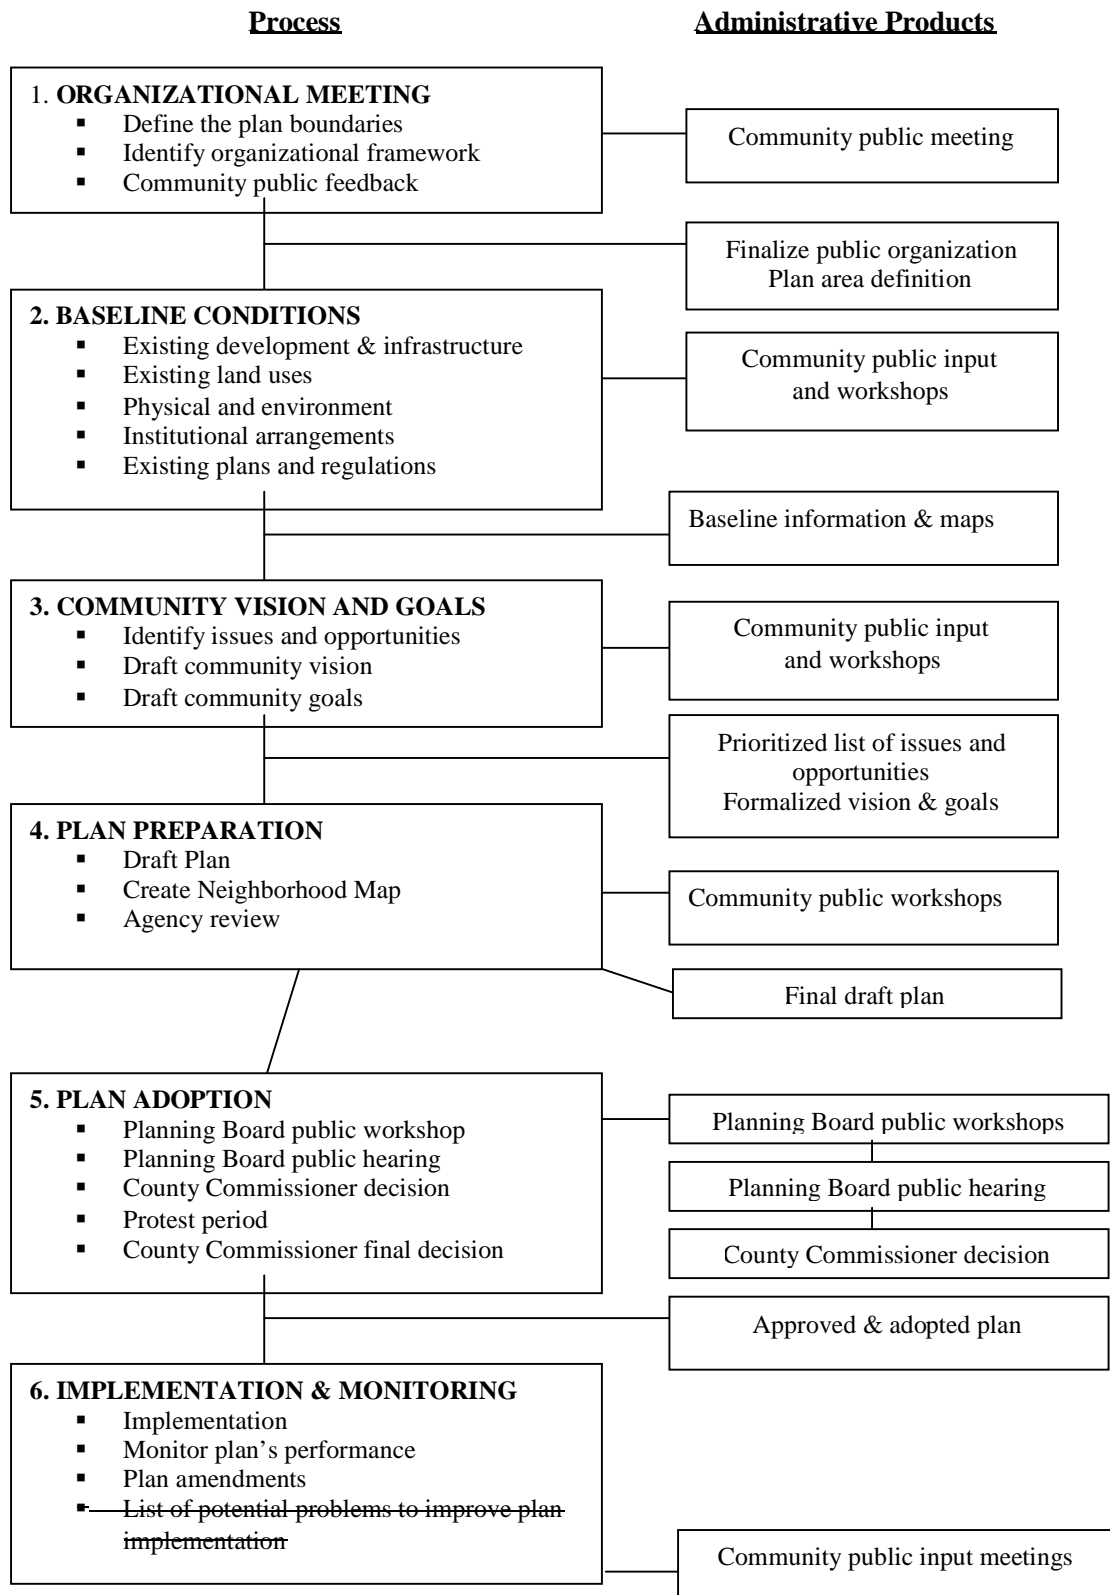 Process
Administrative Products
1. ORGANIZATIONAL MEETING
▪ Define the plan boundaries
▪ Identify organizational framework
▪ Community public feedback
Community public meeting
Finalize public organization
Plan area definition
2. BASELINE CONDITIONS
▪ Existing development & infrastructure
▪ Existing land uses
▪ Physical and environment
▪ Institutional arrangements
▪ Existing plans and regulations
Community public input
and workshops
Baseline information & maps
3. COMMUNITY VISION AND GOALS
▪ Identify issues and opportunities
▪ Draft community vision
▪ Draft community goals
Community public input
and workshops
Prioritized list of issues and
opportunities
Formalized vision & goals
4. PLAN PREPARATION
▪ Draft Plan
▪ Create Neighborhood Map
▪ Agency review
Community public workshops
Final draft plan
5. PLAN ADOPTION
▪ Planning Board public workshop
▪ Planning Board public hearing
▪ County Commissioner decision
▪ Protest period
▪ County Commissioner final decision
Planning Board public workshops
Planning Board public hearing
County Commissioner decision
Approved & adopted plan
6. IMPLEMENTATION & MONITORING
▪ Implementation
▪ Monitor plan’s performance
▪ Plan amendments
▪ List of potential problems to improve plan
implementation
Community public input meetings